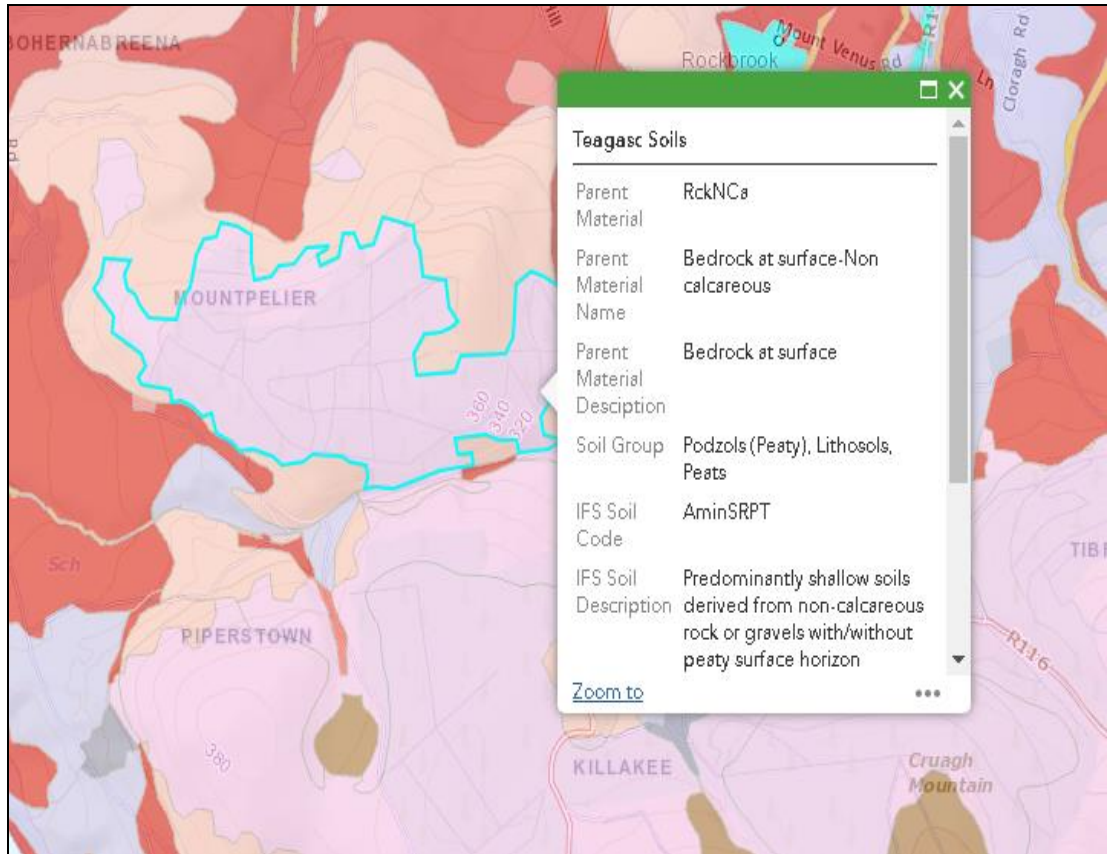 BOHERNABREENA
Hill
Rockbrook
Mount Venus Rd
Ln
Cloragh Rd
MOUNTPELIER
360
340
320
Sch
PIPERSTOWN
380
KILLAKEE
Cruagh
Mountain
R116
Teagasc Soils
Parent
Material
RckNCa
Parent
Material
Name
Bedrock at surface-Non
calcareous
Parent
Material
Desciption
Bedrock at surface
Soil Group
Podzols (Peaty), Lithosols,
Peats
IFS Soil
Code
AminSRPT
IFS Soil
Description
Predominantly shallow soils
derived from non-calcareous
rock or gravels with/without
peaty surface horizon
Zoom to